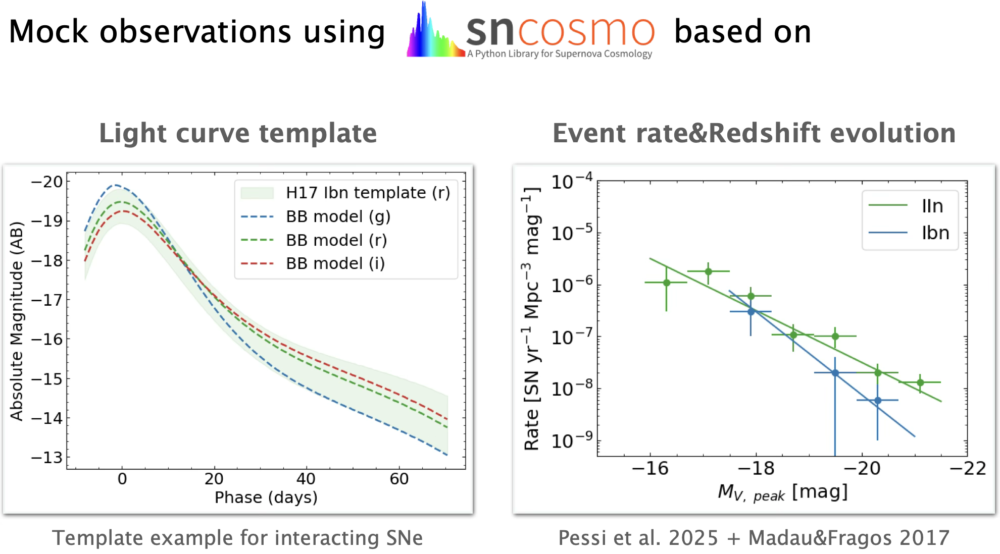 Mock observations using sncosmo based on
A Python Library for Supernova Cosmology
Light curve template
Event rate&Redshift evolution
−20
−19
−18
−17
−16
−15
−14
−13
Absolute Magnitude (AB)
H17 Ibn template (r)
BB model (g)
BB model (r)
BB model (i)
0 20 40 60
Phase (days)
Template example for interacting SNe
10⁻⁴
10⁻⁵
10⁻⁶
10⁻⁷
10⁻⁸
10⁻⁹
Rate [SN yr⁻¹ Mpc⁻³ mag⁻¹]
IIn
Ibn
−16 −18 −20 −22
M_{V, peak} [mag]
Pessi et al. 2025 + Madau&Fragos 2017